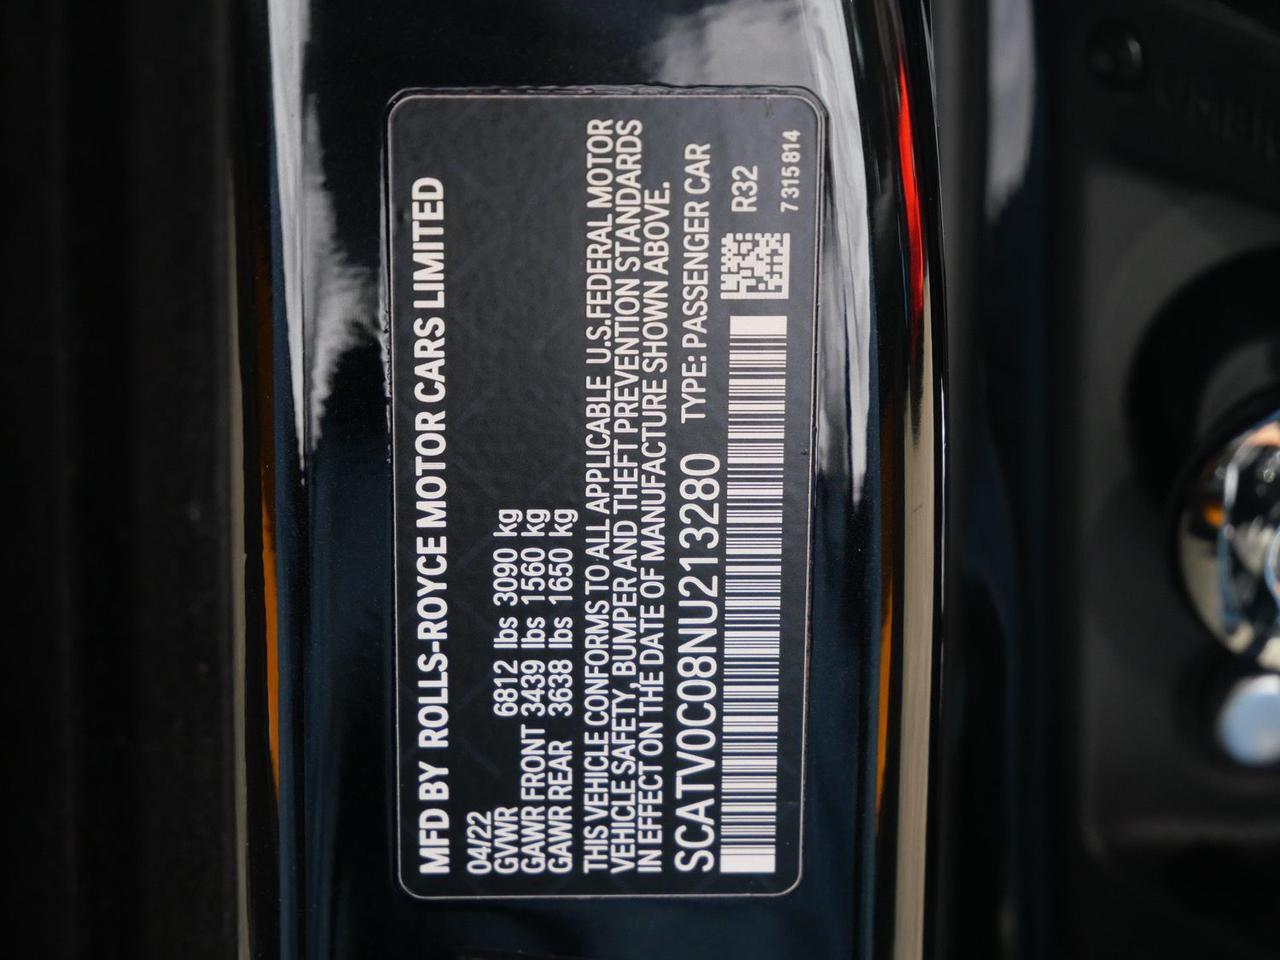 MFD BY ROLLS-ROYCE MOTOR CARS LIMITED
04/22
GVWR 6812 lbs 3090 kg
GAWR FRONT 3439 lbs 1560 kg
GAWR REAR 3638 lbs 1650 kg
THIS VEHICLE CONFORMS TO ALL APPLICABLE U.S.FEDERAL MOTOR
VEHICLE SAFETY, BUMPER AND THEFT PREVENTION STANDARDS
IN EFFECT ON THE DATE OF MANUFACTURE SHOWN ABOVE.
SCATV0C08NU213280 TYPE: PASSENGER CAR
R32
7315814